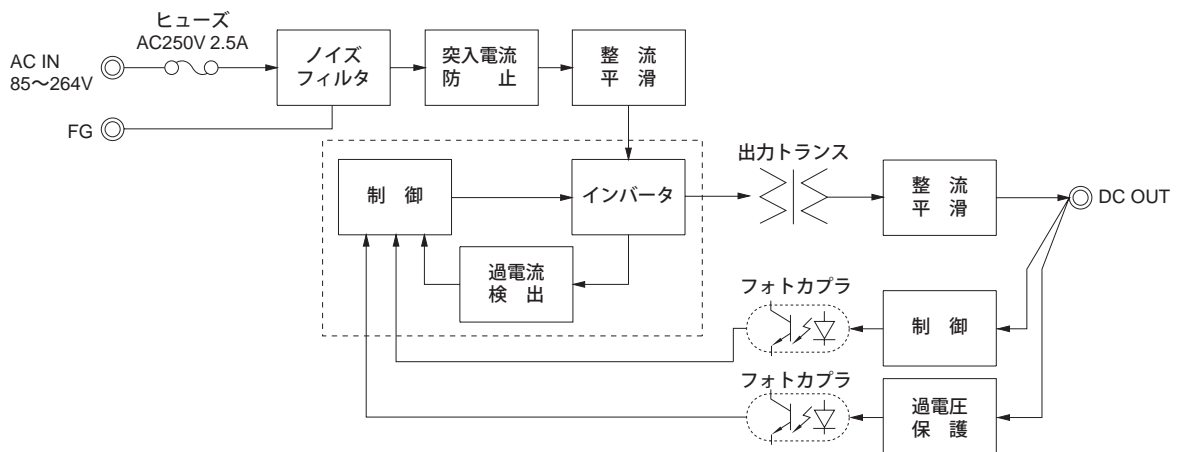 ヒューズ
AC250V 2.5A
AC IN
85〜264V
FG
ノイズ
フィルタ
突入電流
防 止
整 流
平 滑
制 御
インバータ
過電流
検 出
出力トランス
整 流
平 滑
DC OUT
フォトカプラ
制 御
フォトカプラ
過電圧
保 護